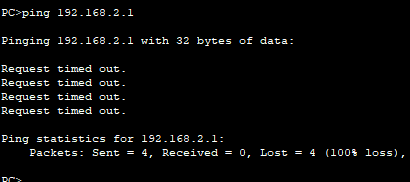 PC>ping 192.168.2.1
Pinging 192.168.2.1 with 32 bytes of data:
Request timed out.
Request timed out.
Request timed out.
Request timed out.
Ping statistics for 192.168.2.1:
Packets: Sent = 4, Received = 0, Lost = 4 (100% loss),
PC>